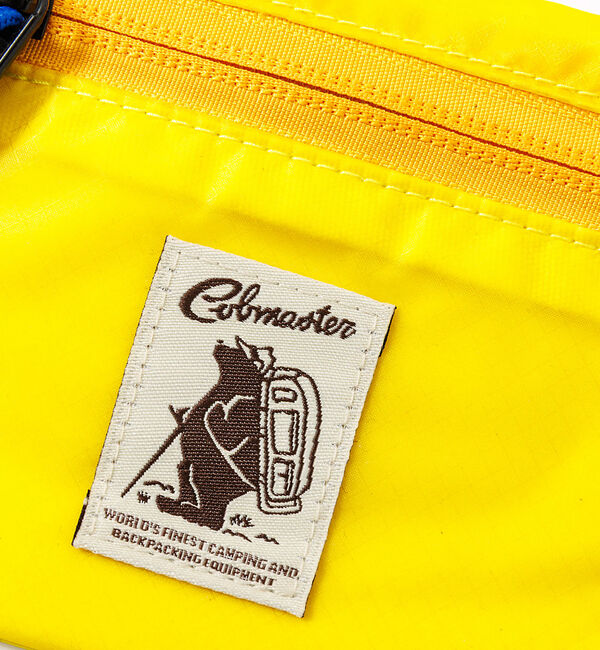 Cobmaster
WORLD'S FINEST CAMPING AND
BACKPACKING EQUIPMENT